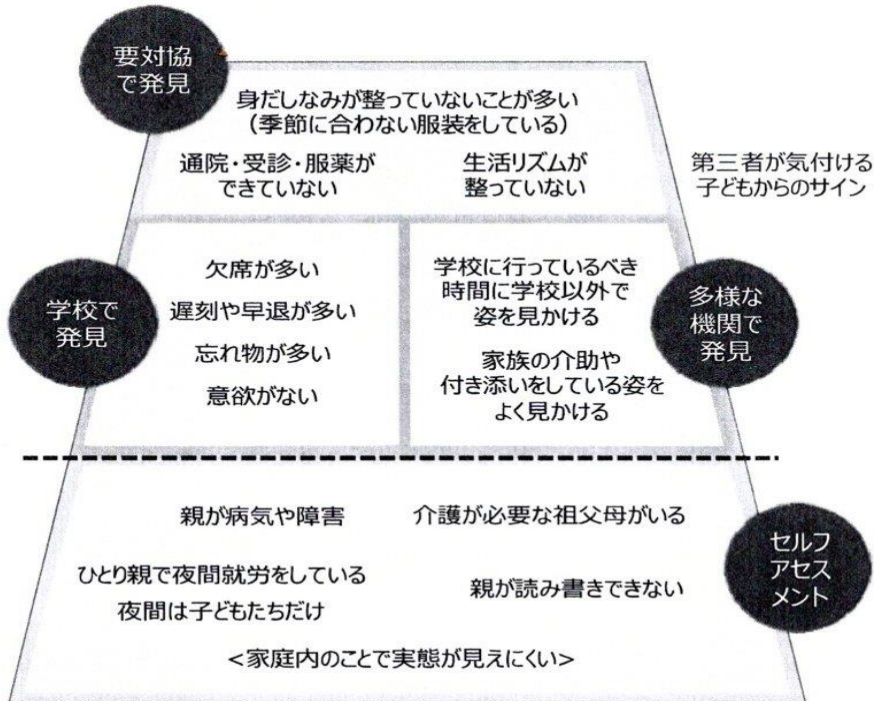 要対協
で発見
身だしなみが整っていないことが多い
(季節に合わない服装をしている)
通院・受診・服薬が
できていない
生活リズムが
整っていない
第三者が気付ける
子どもからのサイン
学校で
発見
欠席が多い
遅刻や早退が多い
忘れ物が多い
意欲がない
学校に行っているべき
時間に学校以外で
姿を見かける
家族の介助や
付き添いをしている姿を
よく見かける
多様な
機関で
発見
親が病気や障害
介護が必要な祖父母がいる
ひとり親で夜間就労をしている
夜間は子どもたちだけ
親が読み書きできない
<家庭内のことで実態が見えにくい>
セルフ
アセス
メント